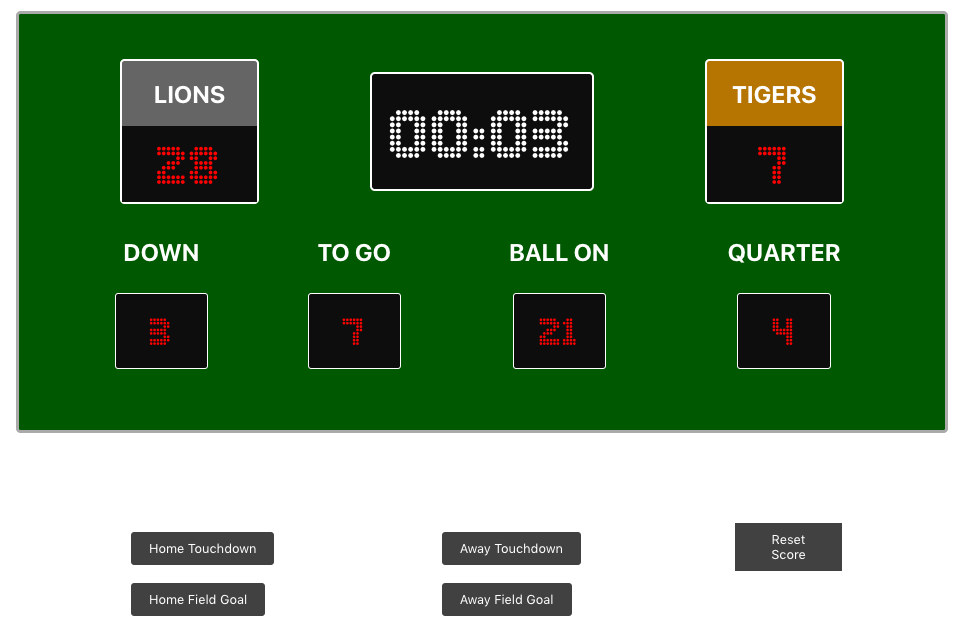 LIONS
28
00:03
TIGERS
7
DOWN
TO GO
BALL ON
QUARTER
3
7
21
4
Home Touchdown
Away Touchdown
Reset
Score
Home Field Goal
Away Field Goal